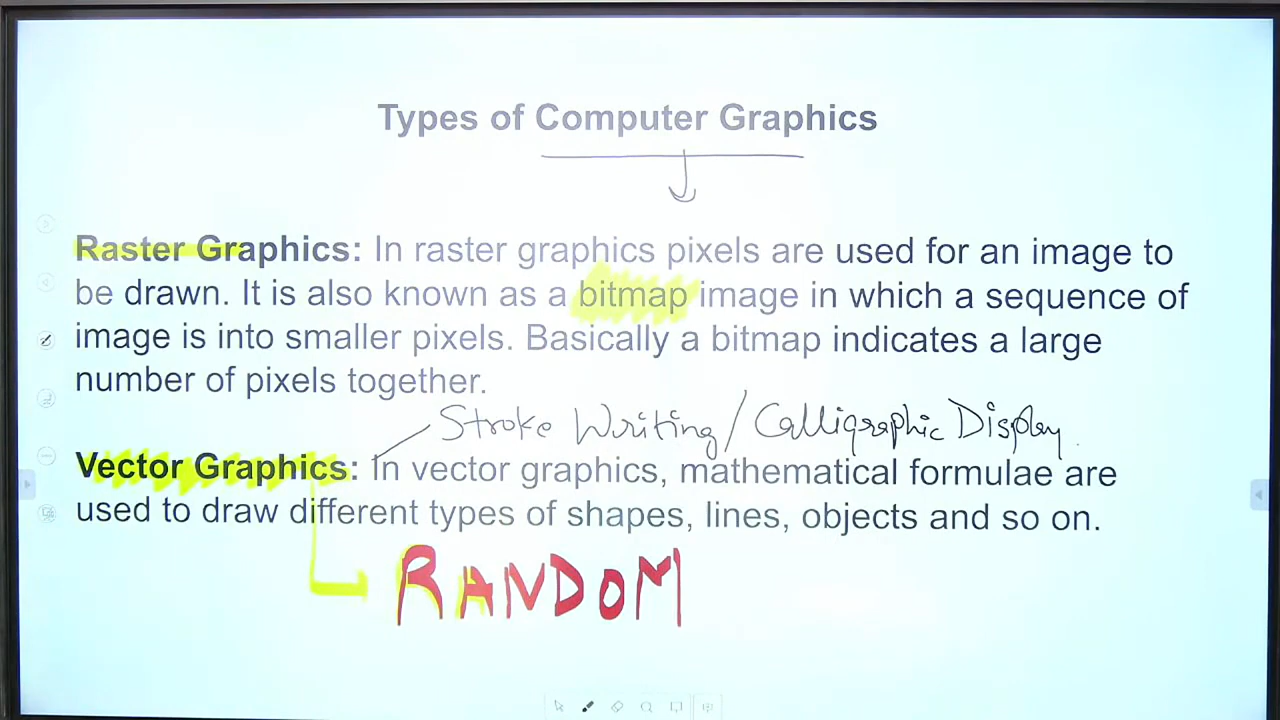 Types of Computer Graphics
Raster Graphics: In raster graphics pixels are used for an image to
be drawn. It is also known as a bitmap image in which a sequence of
image is into smaller pixels. Basically a bitmap indicates a large
number of pixels together.
Stroke Writing/Calligraphic Display
Vector Graphics: In vector graphics, mathematical formulae are
used to draw different types of shapes, lines, objects and so on.
RANDOM